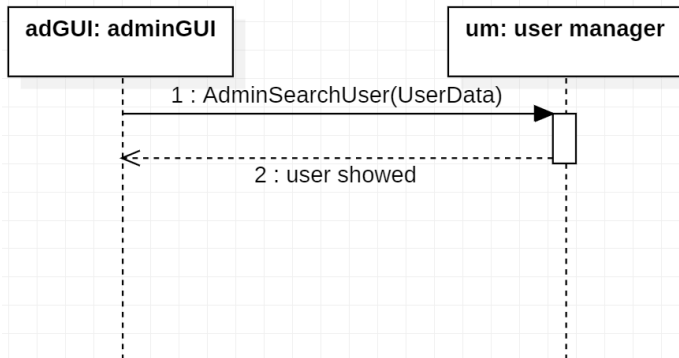 adGUI: adminGUI
um: user manager
1 : AdminSearchUser(UserData)
2 : user showed